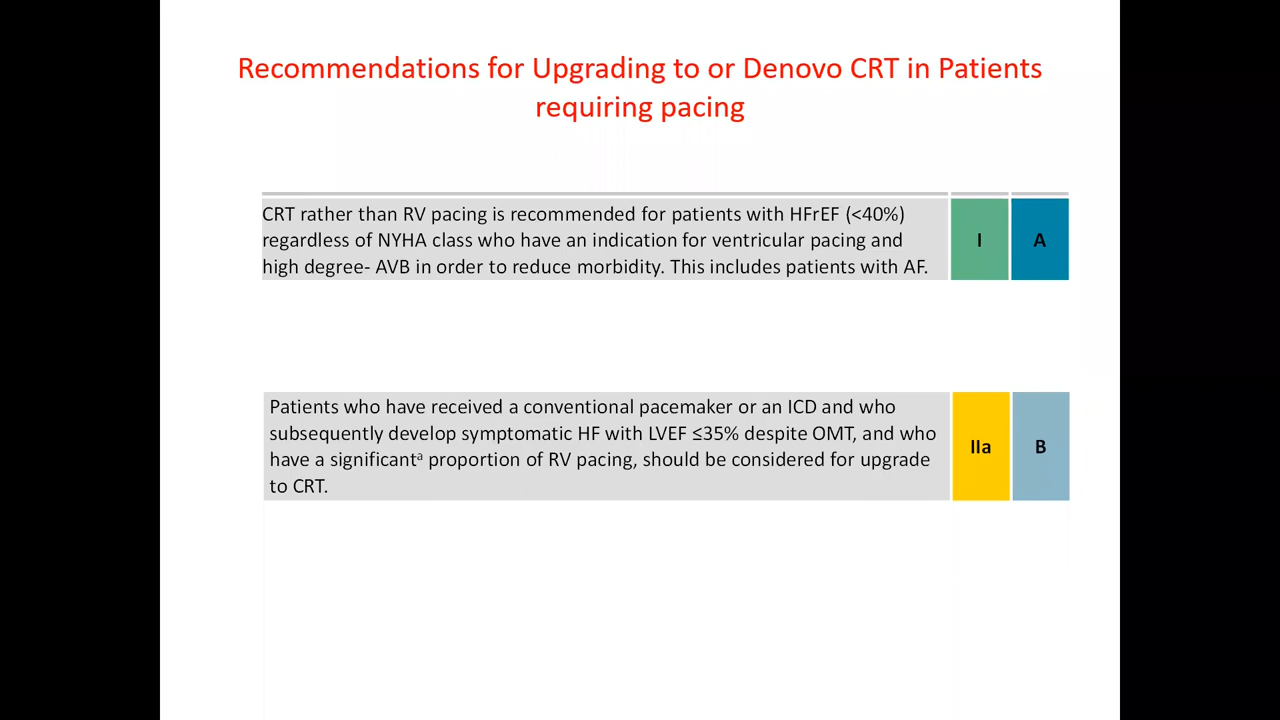 Recommendations for Upgrading to or Denovo CRT in Patients
requiring pacing
CRT rather than RV pacing is recommended for patients with HFrEF (<40%)
regardless of NYHA class who have an indication for ventricular pacing and
high degree- AVB in order to reduce morbidity. This includes patients with AF.
I
A
Patients who have received a conventional pacemaker or an ICD and who
subsequently develop symptomatic HF with LVEF ≤35% despite OMT, and who
have a significantᵃ proportion of RV pacing, should be considered for upgrade
to CRT.
IIa
B